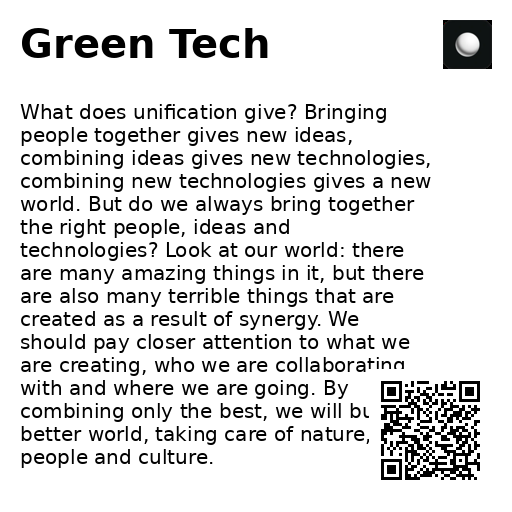 Green Tech
What does unification give? Bringing
people together gives new ideas,
combining ideas gives new technologies,
combining new technologies gives a new
world. But do we always bring together
the right people, ideas and
technologies? Look at our world: there
are many amazing things in it, but there
are also many terrible things that are
created as a result of synergy. We
should pay closer attention to what we
are creating, who we are collaborating
with and where we are going. By
combining only the best, we will
better world, taking care of nature,
people and culture.